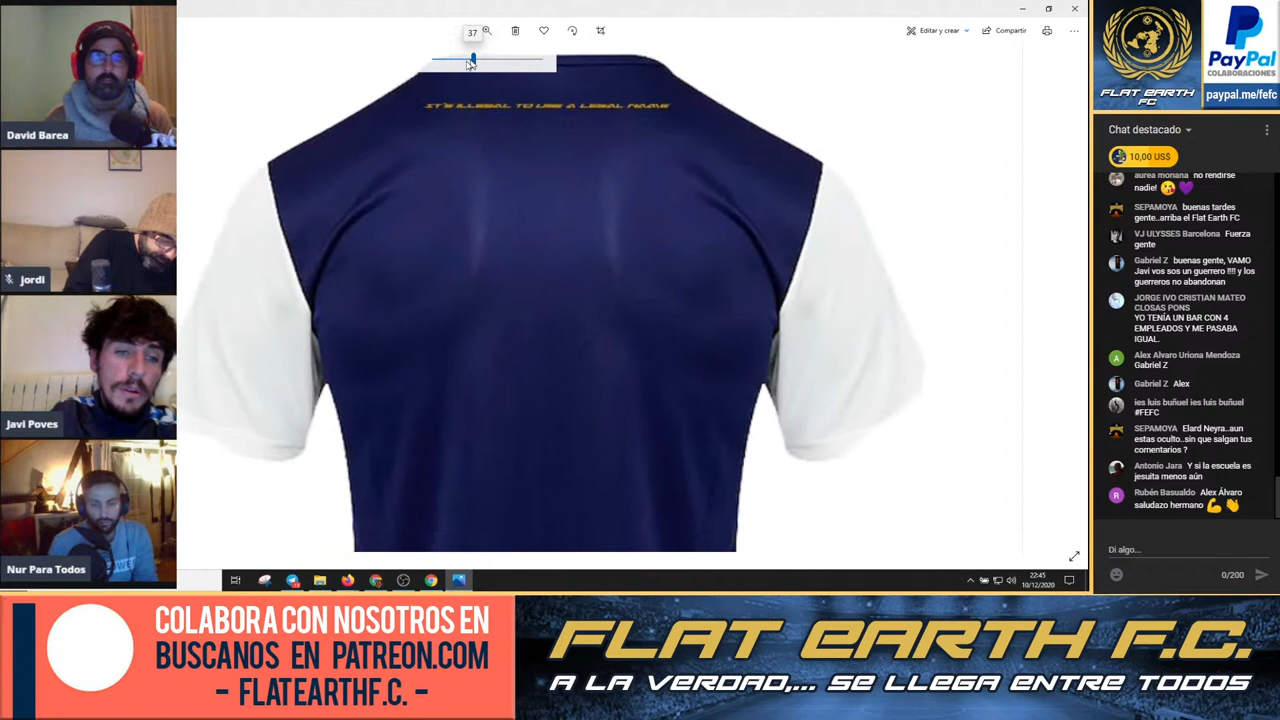 David Barea
jordi
Javi Poves
Nur Para Todos
37
Editar y crear
Compartir
IT'S ILLEGAL TO USE A LEGAL NAME
22:45
10/12/2020
FLAT EARTH
FC
PayPal
COLABORACIONES
paypal.me/fefc
Chat destacado
10,00 US$
aurea moriana no rendirse
nadie!
SEPAMOYA buenas tardes
gente..arriba el Flat Earth FC
VJ ULYSSES Barcelona Fuerza
gente
Gabriel Z buenas gente, VAMO
Javi vos sos un guerrero !!!! y los
guerreros no abandonan
JORGE IVO CRISTIAN MATEO
CLOSAS PONS
YO TENÍA UN BAR CON 4
EMPLEADOS Y ME PASABA
IGUAL.
Alex Alvaro Uriona Mendoza
Gabriel Z
Gabriel Z Alex
ies luis buñuel ies luis buñuel
#FEFC
SEPAMOYA Elard Neyra..aun
estas oculto..sin que salgan tus
comentarios ?
Antonio Jara Y si la escuela es
jesuita menos aún
Rubén Basualdo Alex Álvaro
saludazo hermano
Di algo...
0/200
COLABORA CON NOSOTROS EN
BUSCANOS EN PATREON.COM
- FLATEARTHF.C. -
FLAT EARTH F.C.
A LA VERDAD,... SE LLEGA ENTRE TODOS